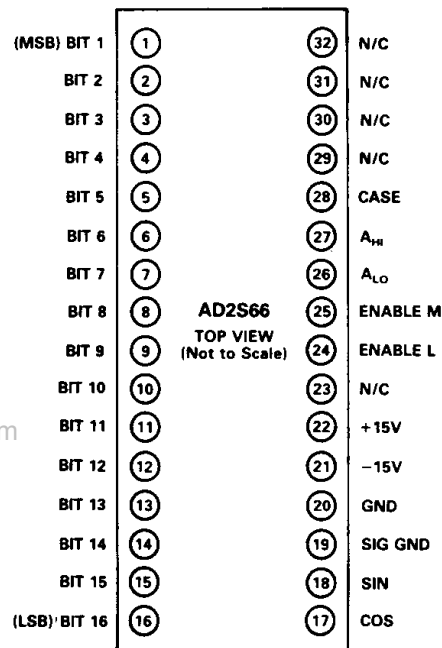 (MSB) BIT 1 1 32 N/C
BIT 2 2 31 N/C
BIT 3 3 30 N/C
BIT 4 4 29 N/C
BIT 5 5 28 CASE
BIT 6 6 27 A HI
BIT 7 7 26 A LO
BIT 8 8 AD2S66 25 ENABLE M
TOP VIEW
(Not to Scale)
BIT 9 9 24 ENABLE L
BIT 10 10 23 N/C
BIT 11 11 22 +15V
BIT 12 12 21 −15V
BIT 13 13 20 GND
BIT 14 14 19 SIG GND
BIT 15 15 18 SIN
(LSB) BIT 16 16 17 COS
m